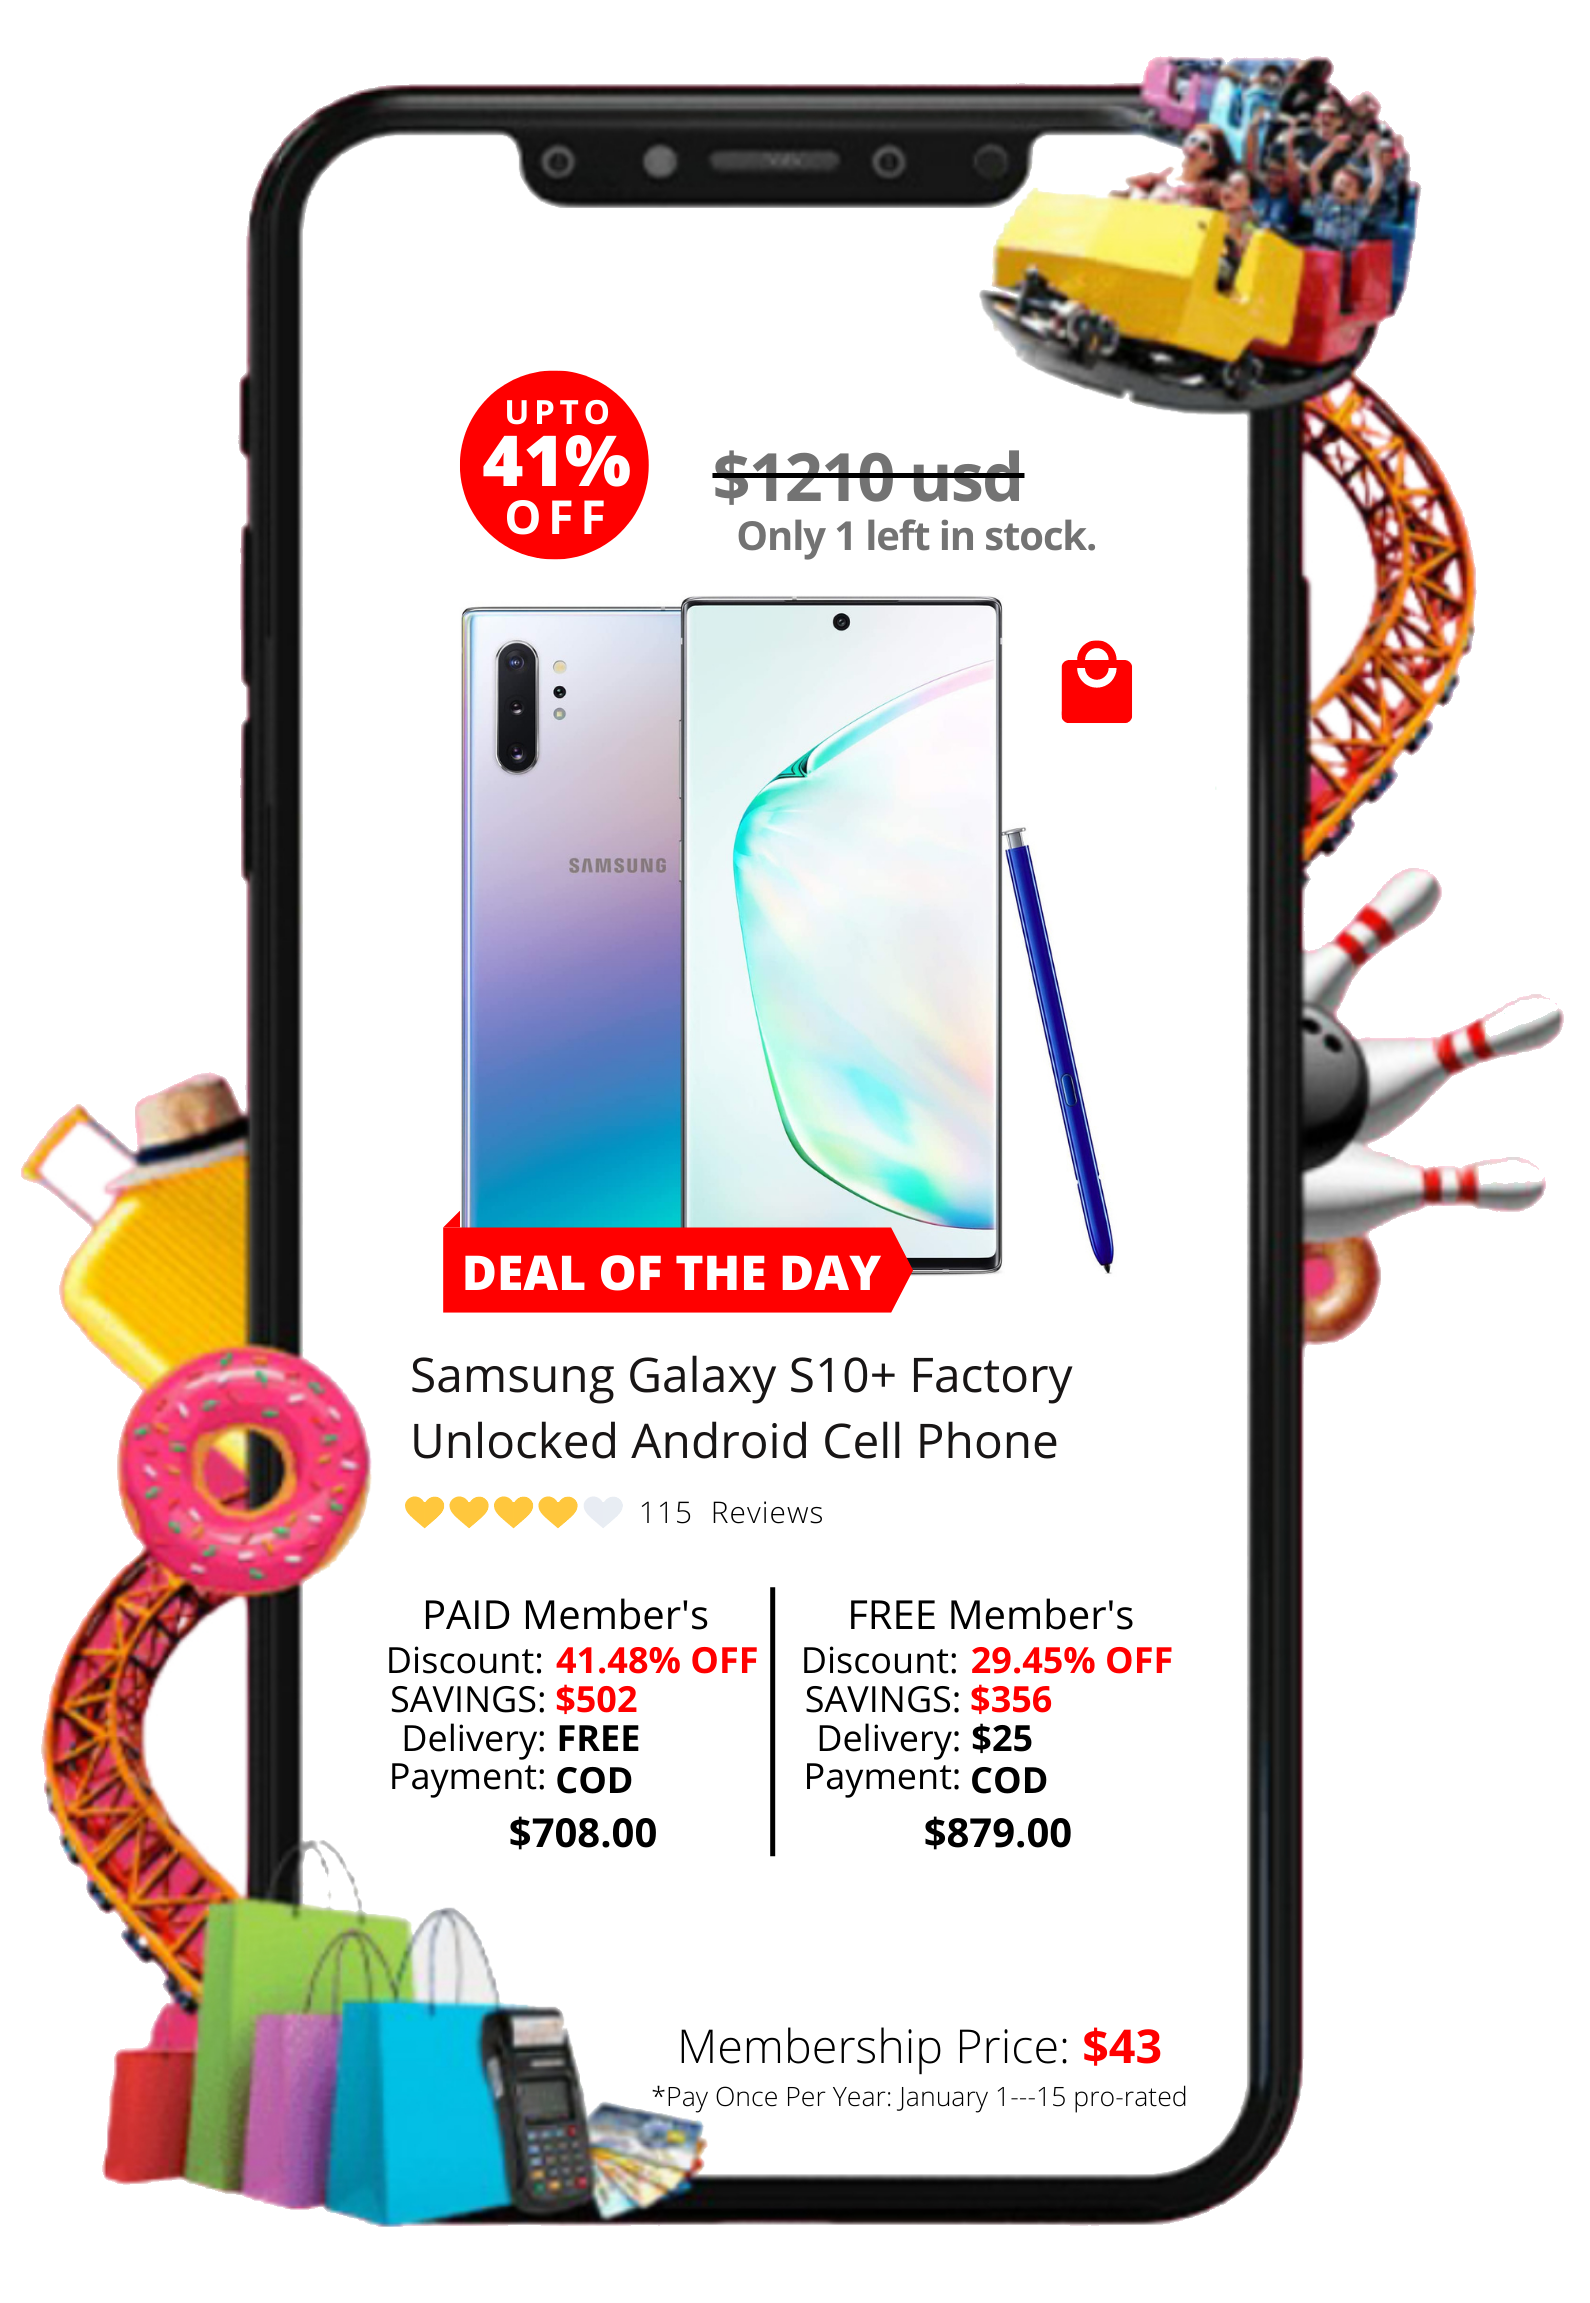 UPTO
41%
OFF
$1210 usd
Only 1 left in stock.
SAMSUNG
DEAL OF THE DAY
Samsung Galaxy S10+ Factory
Unlocked Android Cell Phone
115 Reviews
PAID Member's
Discount: 41.48% OFF
SAVINGS: $502
Delivery: FREE
Payment: COD
$708.00
FREE Member's
Discount: 29.45% OFF
SAVINGS: $356
Delivery: $25
Payment: COD
$879.00
Membership Price: $43
*Pay Once Per Year: January 1---15 pro-rated